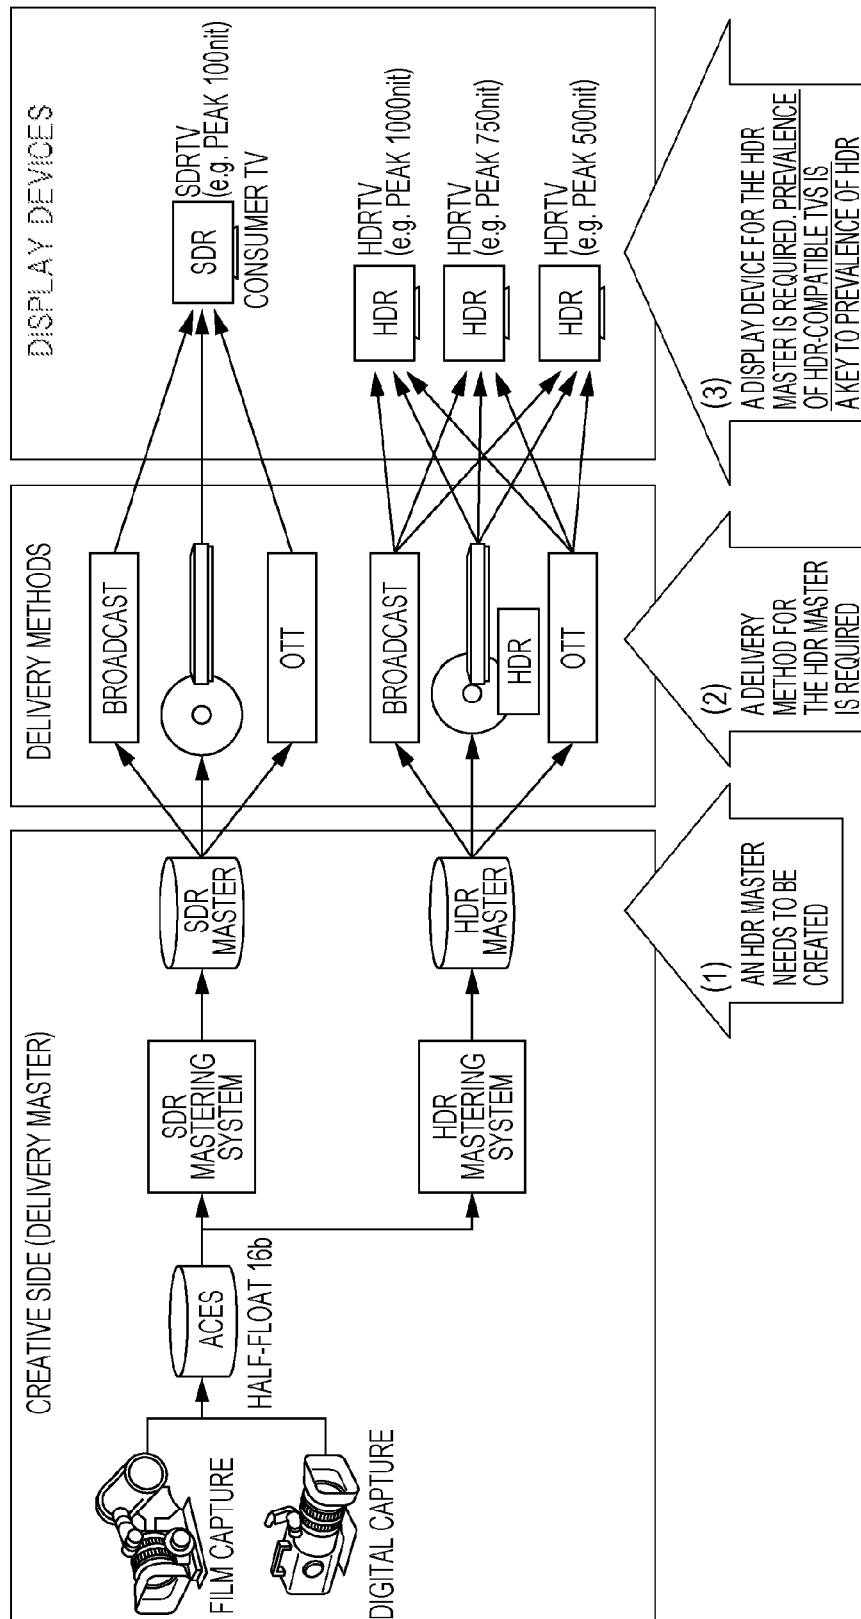 CREATIVE SIDE (DELIVERY MASTER)
FILM CAPTURE
DIGITAL CAPTURE
ACES
HALF-FLOAT 16b
SDR
MASTERING
SYSTEM
SDR
MASTER
HDR
MASTERING
SYSTEM
HDR
MASTER
DELIVERY METHODS
BROADCAST
OTT
BROADCAST
HDR
OTT
DISPLAY DEVICES
SDR
SDRTV
(e.g. PEAK 100nit)
CONSUMER TV
HDR
HDRTV
(e.g. PEAK 1000nit)
HDR
HDRTV
(e.g. PEAK 750nit)
HDR
HDRTV
(e.g. PEAK 500nit)
(1)
AN HDR MASTER
NEEDS TO BE
CREATED
(2)
A DELIVERY
METHOD FOR
THE HDR MASTER
IS REQUIRED
(3)
A DISPLAY DEVICE FOR THE HDR
MASTER IS REQUIRED. PREVALENCE
OF HDR-COMPATIBLE TVS IS
A KEY TO PREVALENCE OF HDR